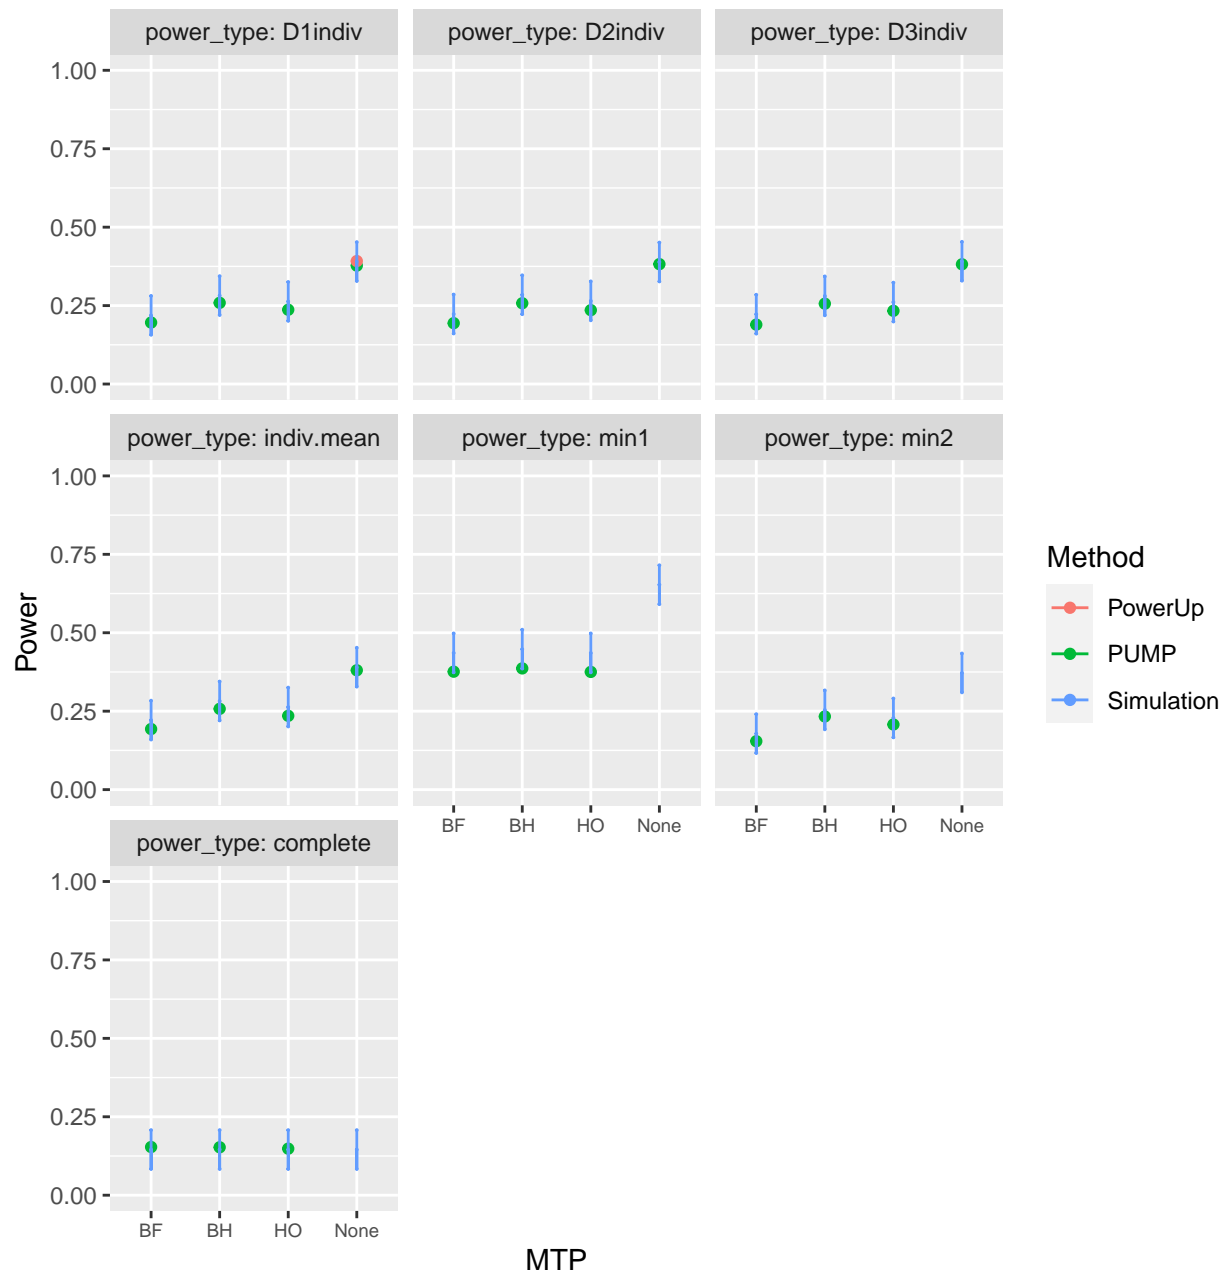 power_type: D1indiv
power_type: D2indiv
power_type: D3indiv
1.00
0.75
0.50
0.25
0.00
power_type: indiv.mean
power_type: min1
power_type: min2
1.00
0.75
0.50
0.25
0.00
BF BH HO None
BF BH HO None
power_type: complete
1.00
0.75
0.50
0.25
0.00
BF BH HO None
MTP
Power
Method
PowerUp
PUMP
Simulation